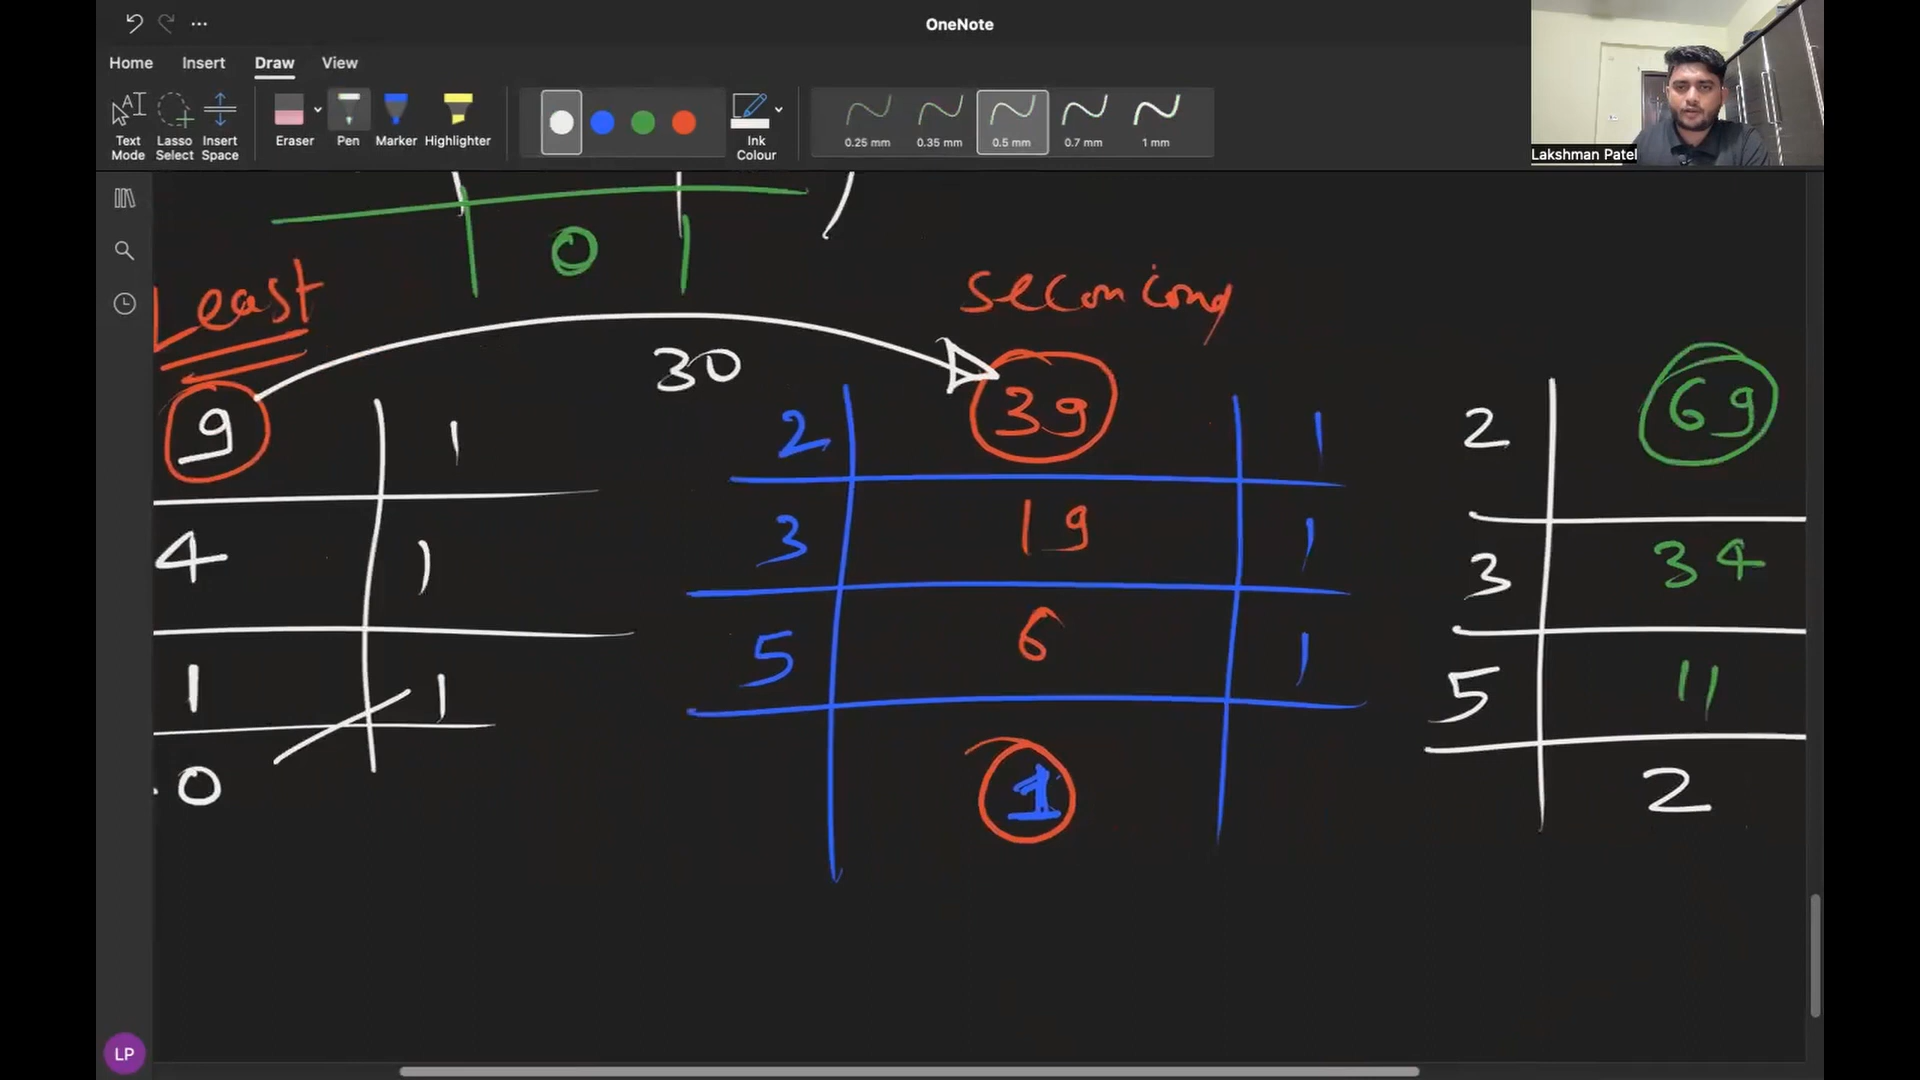 OneNote
Home Insert Draw View
Text Mode
Lasso Select
Insert Space
Eraser
Pen
Marker
Highlighter
Ink Colour
0.25 mm
0.35 mm
0.5 mm
0.7 mm
1 mm
Lakshman Patel
0
Least
30
9 1
4 1
1 1
0
2 39 1
3 19 1
5 6 1
1
2 69
3 34
5 11
2
LP